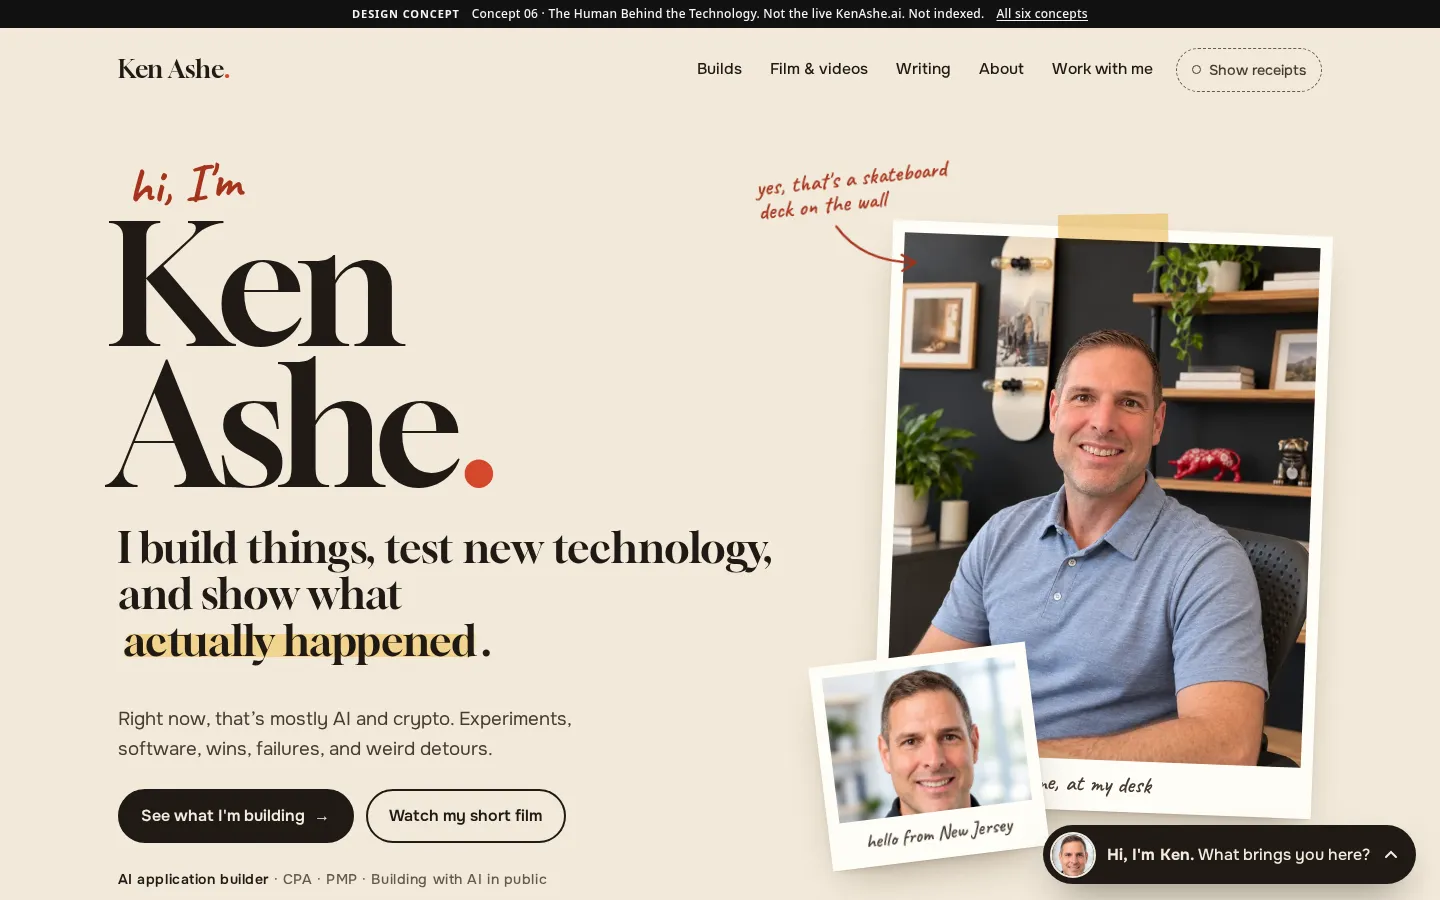 DESIGN CONCEPT Concept 06 · The Human Behind the Technology. Not the live KenAshe.ai. Not indexed. All six concepts
Ken Ashe.
Builds Film & videos Writing About Work with me Show receipts
hi, I'm
Ken
Ashe.
I build things, test new technology,
and show what
actually happened.
Right now, that’s mostly AI and crypto. Experiments,
software, wins, failures, and weird detours.
See what I'm building →
Watch my short film
AI application builder · CPA · PMP · Building with AI in public
yes, that's a skateboard
deck on the wall
at my desk
hello from New Jersey
Hi, I'm Ken. What brings you here?